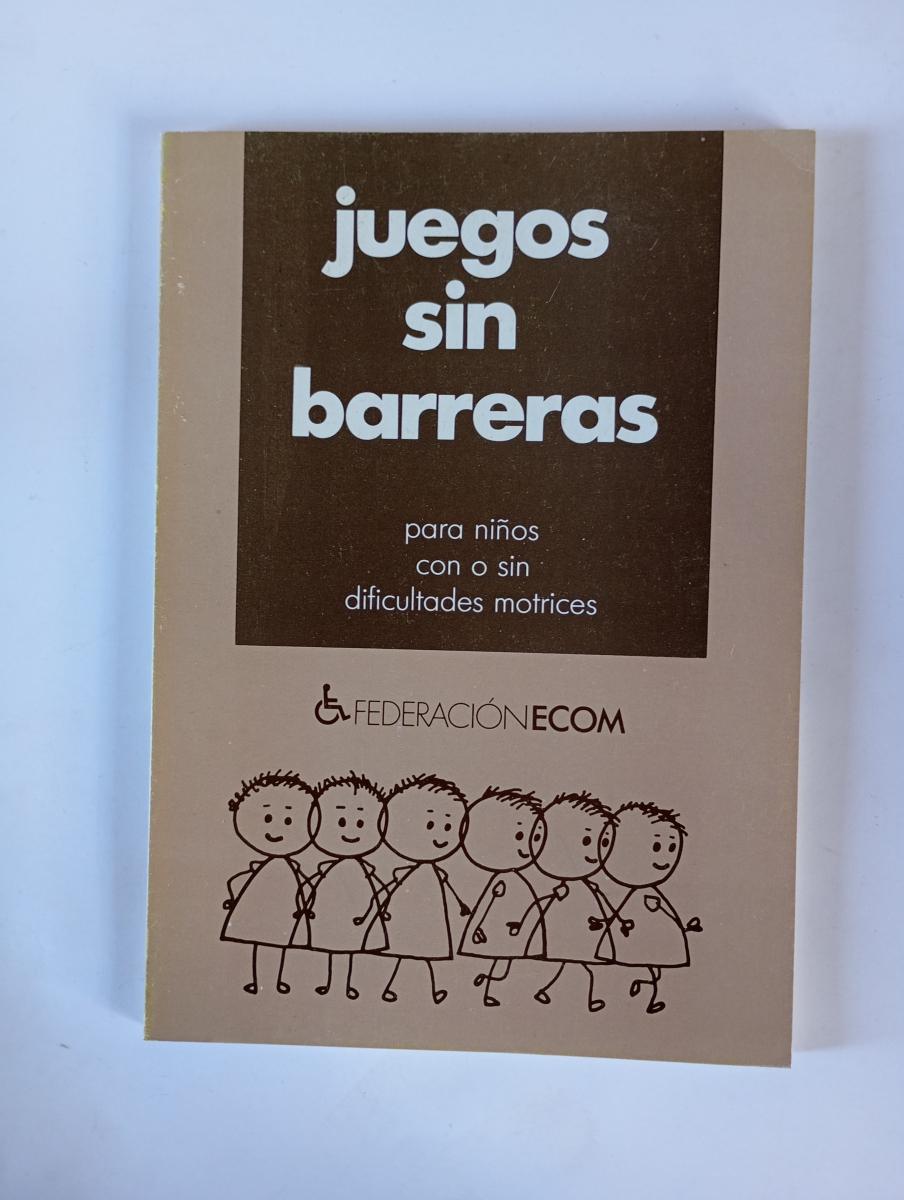 juegos
sin
barreras
para niños
con o sin
dificultades motrices
FEDERACIÓNECOM